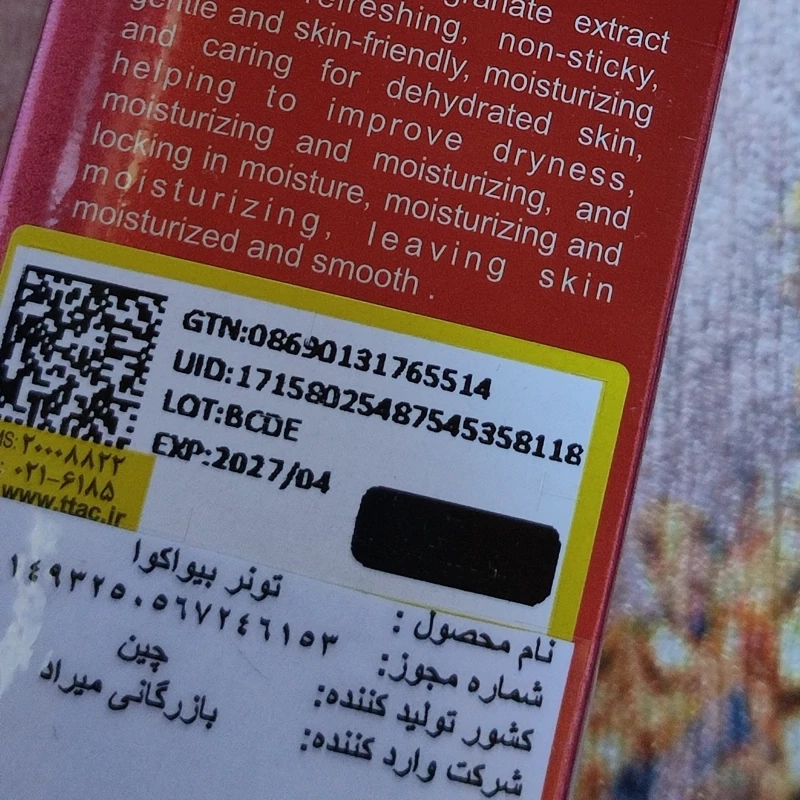 extract
refreshing, non-sticky,
gentle and skin-friendly, moisturizing
and caring for dehydrated skin,
helping to improve dryness,
moisturizing and moisturizing, and
locking in moisture, moisturizing and
moisturizing, leaving skin
moisturized and smooth .
GTN:08690131765514
UID:17158025487545358118
LOT:BCDE
EXP:2027/04
۲۰۰۰۸۸۲۲
۰۲۱-۶۱۸۵
www.ttac.ir
نام محصول : تونر بیواکوا
شماره مجوز: ١٤٩٣٢٥٠٥٦٧٢٤٦١٥٣
کشور تولید کننده: چین
شرکت وارد کننده: بازرگانی میراد